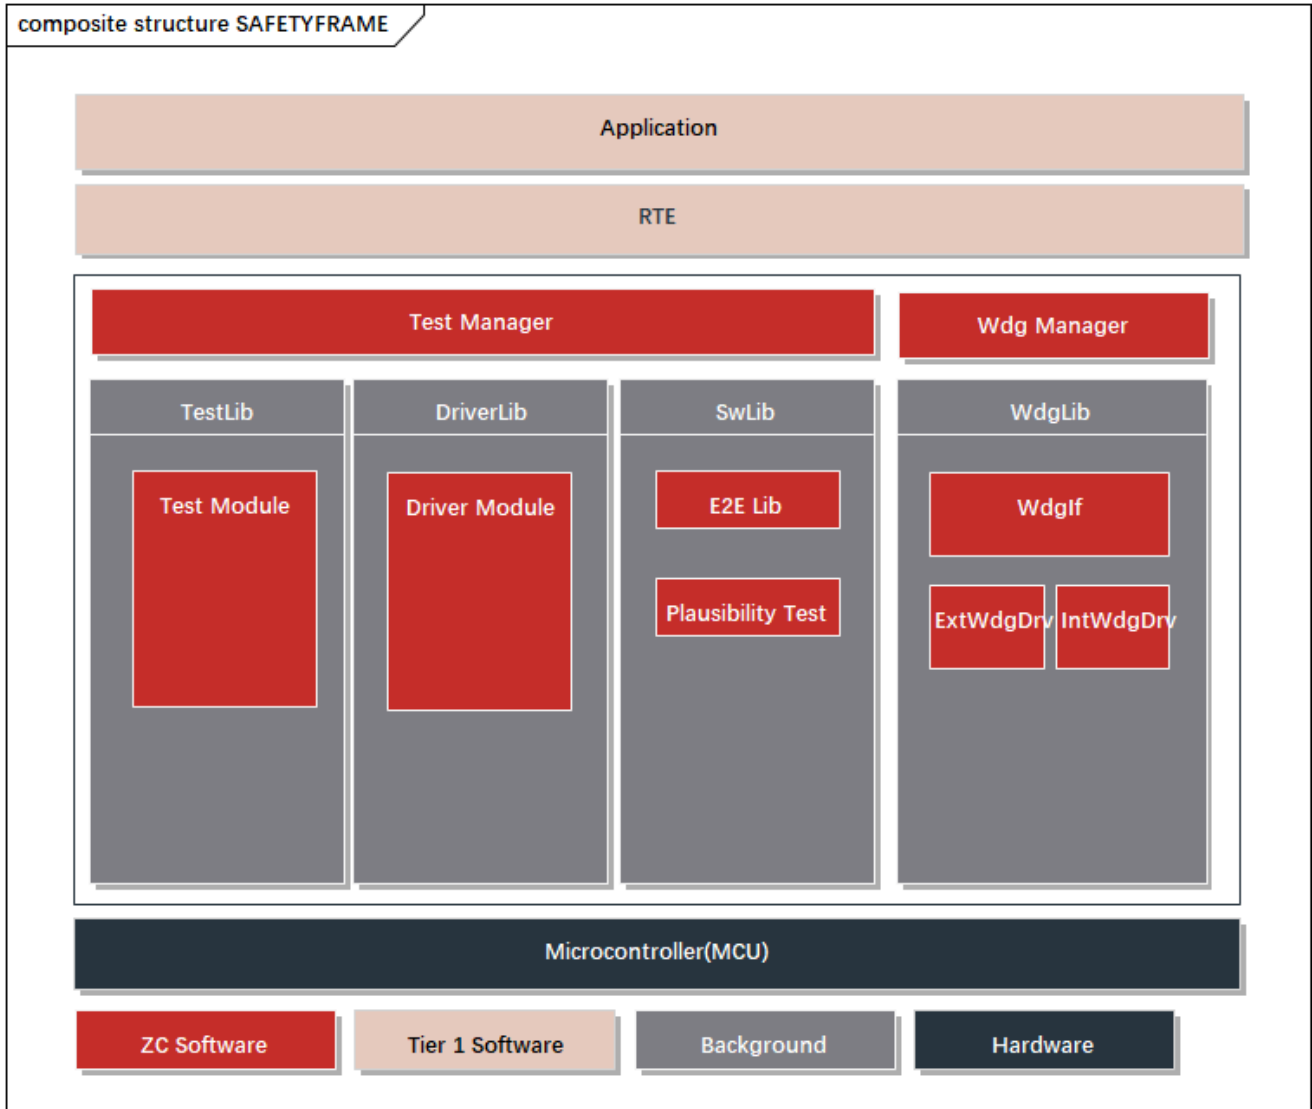 composite structure SAFETYFRAME
Application
RTE
Test Manager
Wdg Manager
TestLib
DriverLib
SwLib
WdgLib
Test Module
Driver Module
E2E Lib
WdgIf
Plausibility Test
ExtWdgDrv
IntWdgDrv
Microcontroller(MCU)
ZC Software
Tier 1 Software
Background
Hardware